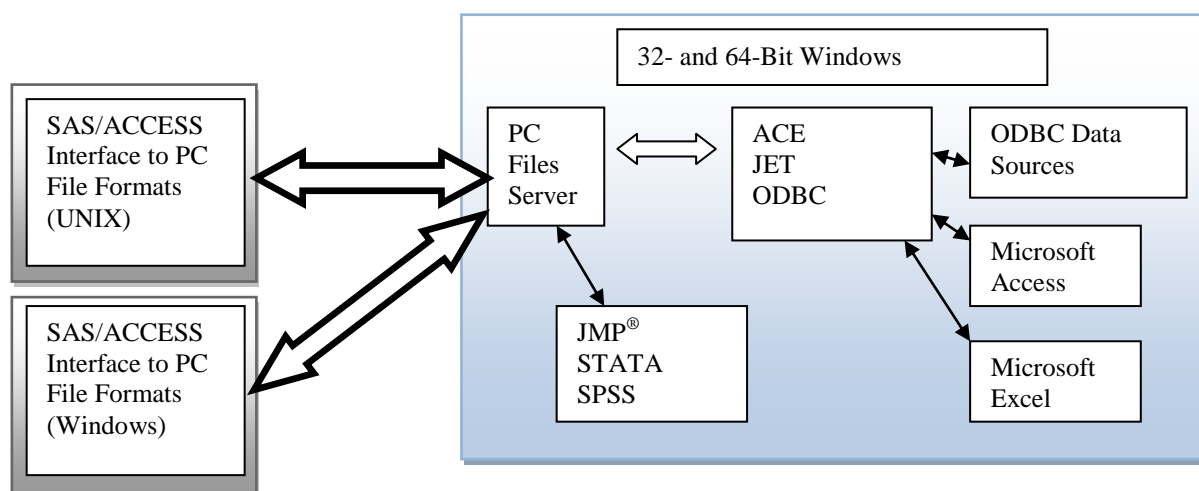 32- and 64-Bit Windows
SAS/ACCESS
Interface to PC
File Formats
(UNIX)
PC
Files
Server
ACE
JET
ODBC
ODBC Data
Sources
Microsoft
Access
SAS/ACCESS
Interface to PC
File Formats
(Windows)
JMP®
STATA
SPSS
Microsoft
Excel